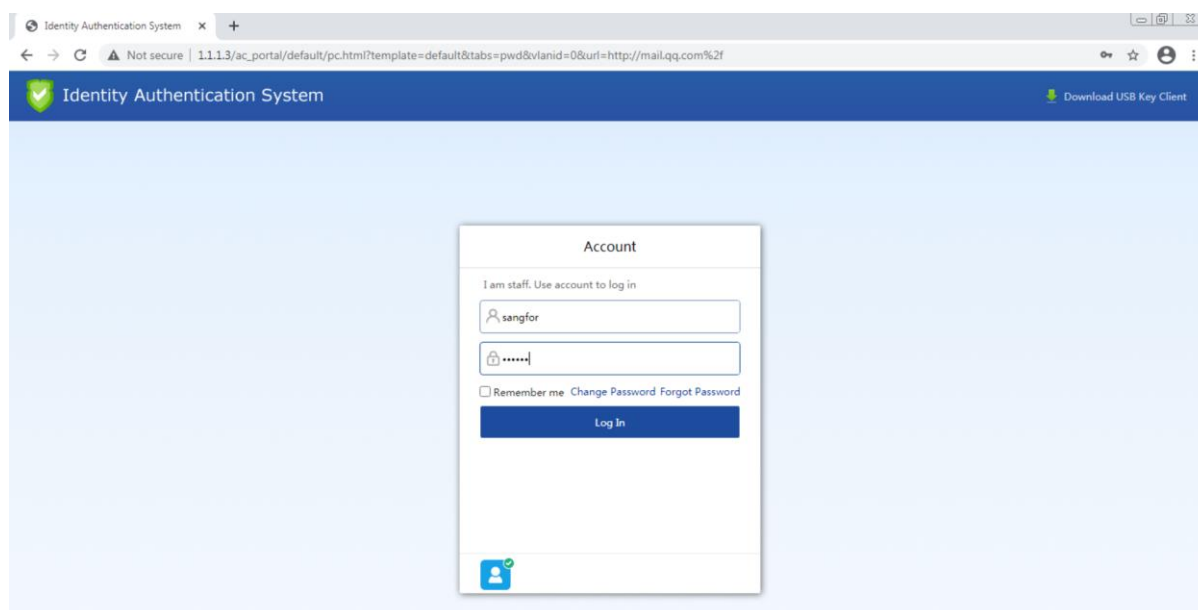 Identity Authentication System
Not secure | 1.1.1.3/ac_portal/default/pc.html?template=default&tabs=pwd&vlanid=0&url=http://mail.qq.com%2f
Identity Authentication System
Download USB Key Client
Account
I am staff. Use account to log in
sangfor
••••••
Remember me Change Password Forgot Password
Log In